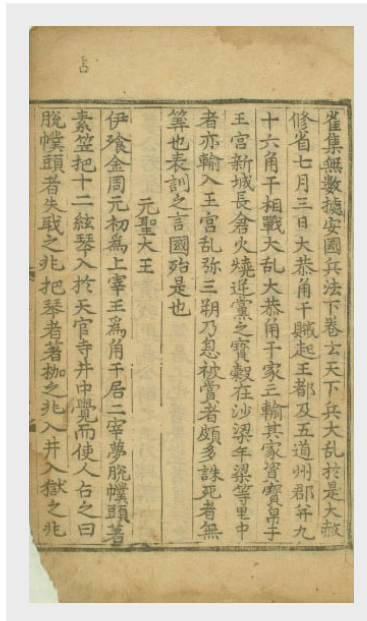 雀集無數據安國兵法下卷云天下兵大乱於是大赦
修省七月三日大恭角干賊起王都及五道州郡并九
十六角干相戰大乱大恭角干家亡輸其家資寶帛于
王宮新城長倉火燒逆黨之寶穀在沙梁牟梁等里中
者亦輸入王宮乱弥三朔乃息被賞者頗多誅死者無
筭也表訓之言國殆是也
元聖大王
伊飡金周元初爲上宰王爲角干居二宰夢脫幞頭著
素笠把十二絃琴入於天官寺井中覺而使人占之曰
脫幞頭者失職之兆把琴者著枷之兆入井入獄之兆
占